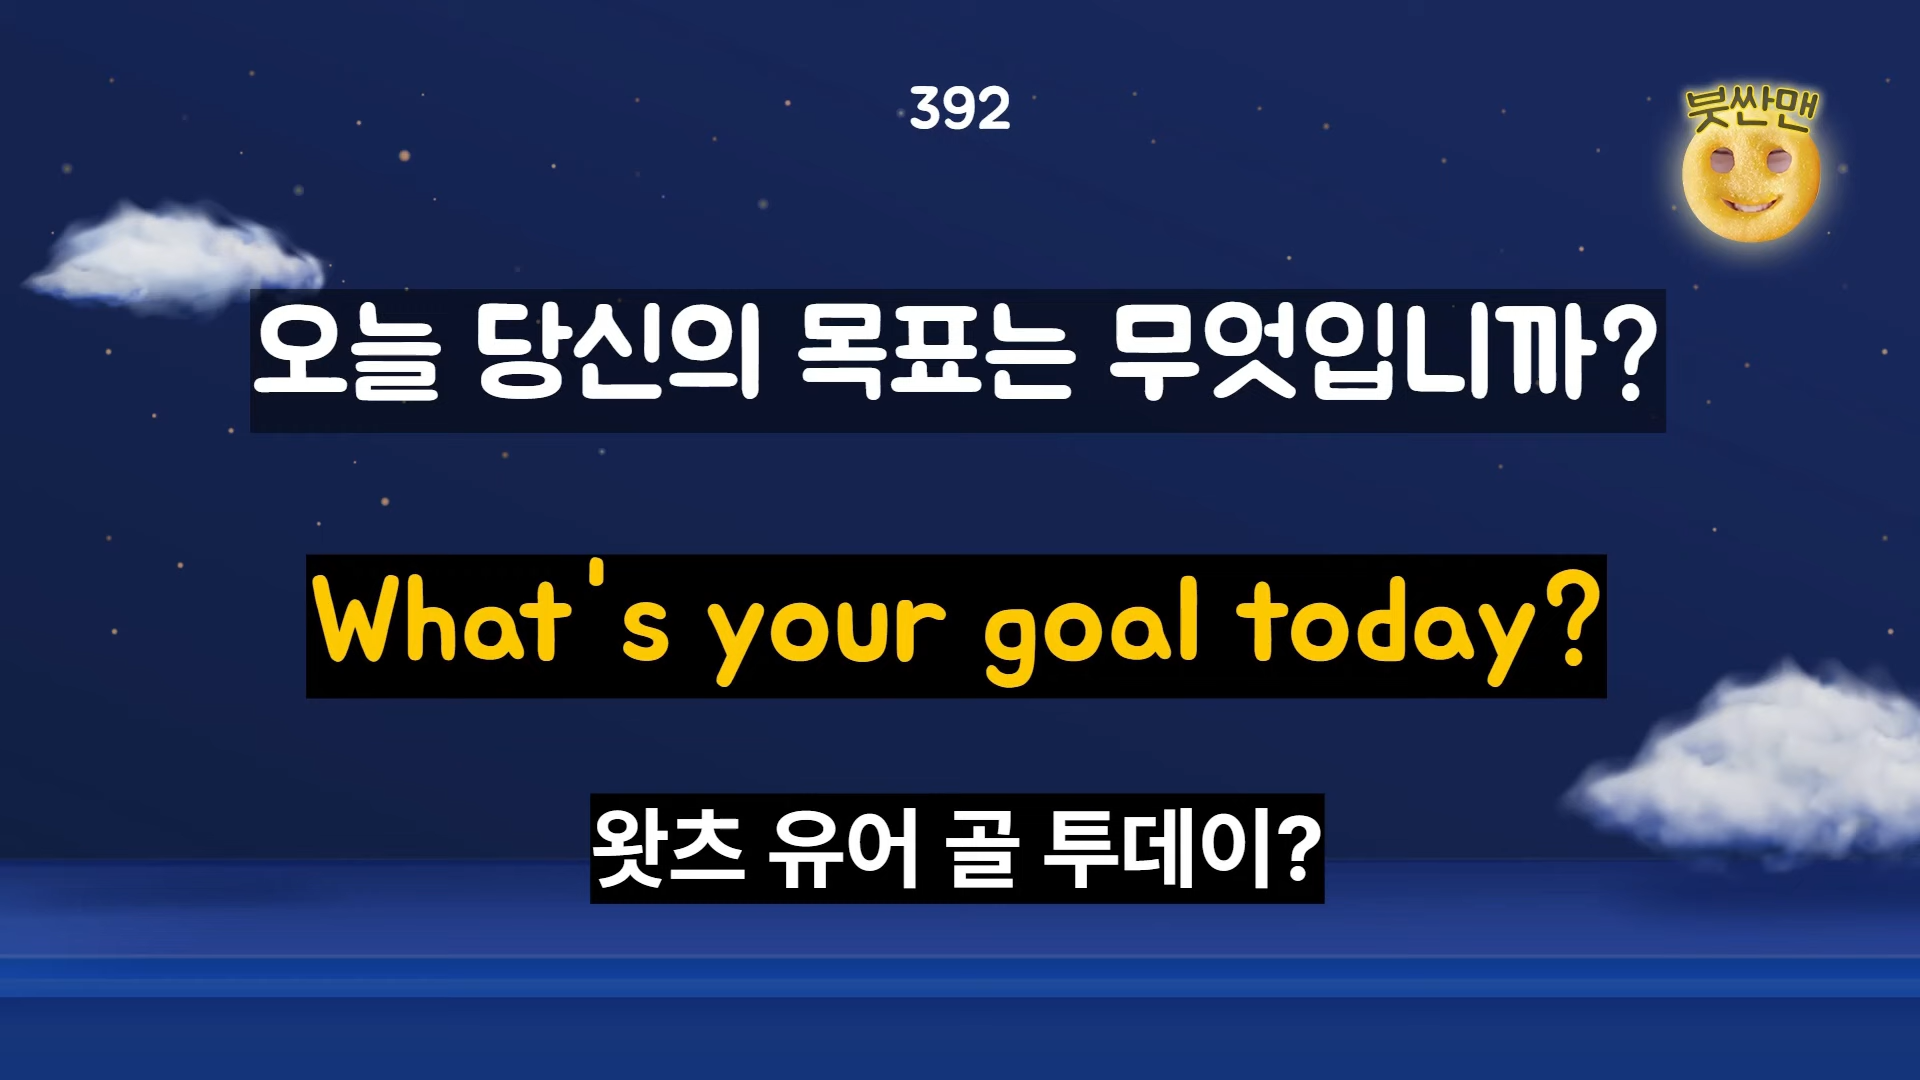 392
붓싼맨
오늘 당신의 목표는 무엇입니까?
What's your goal today?
왓츠 유어 골 투데이?